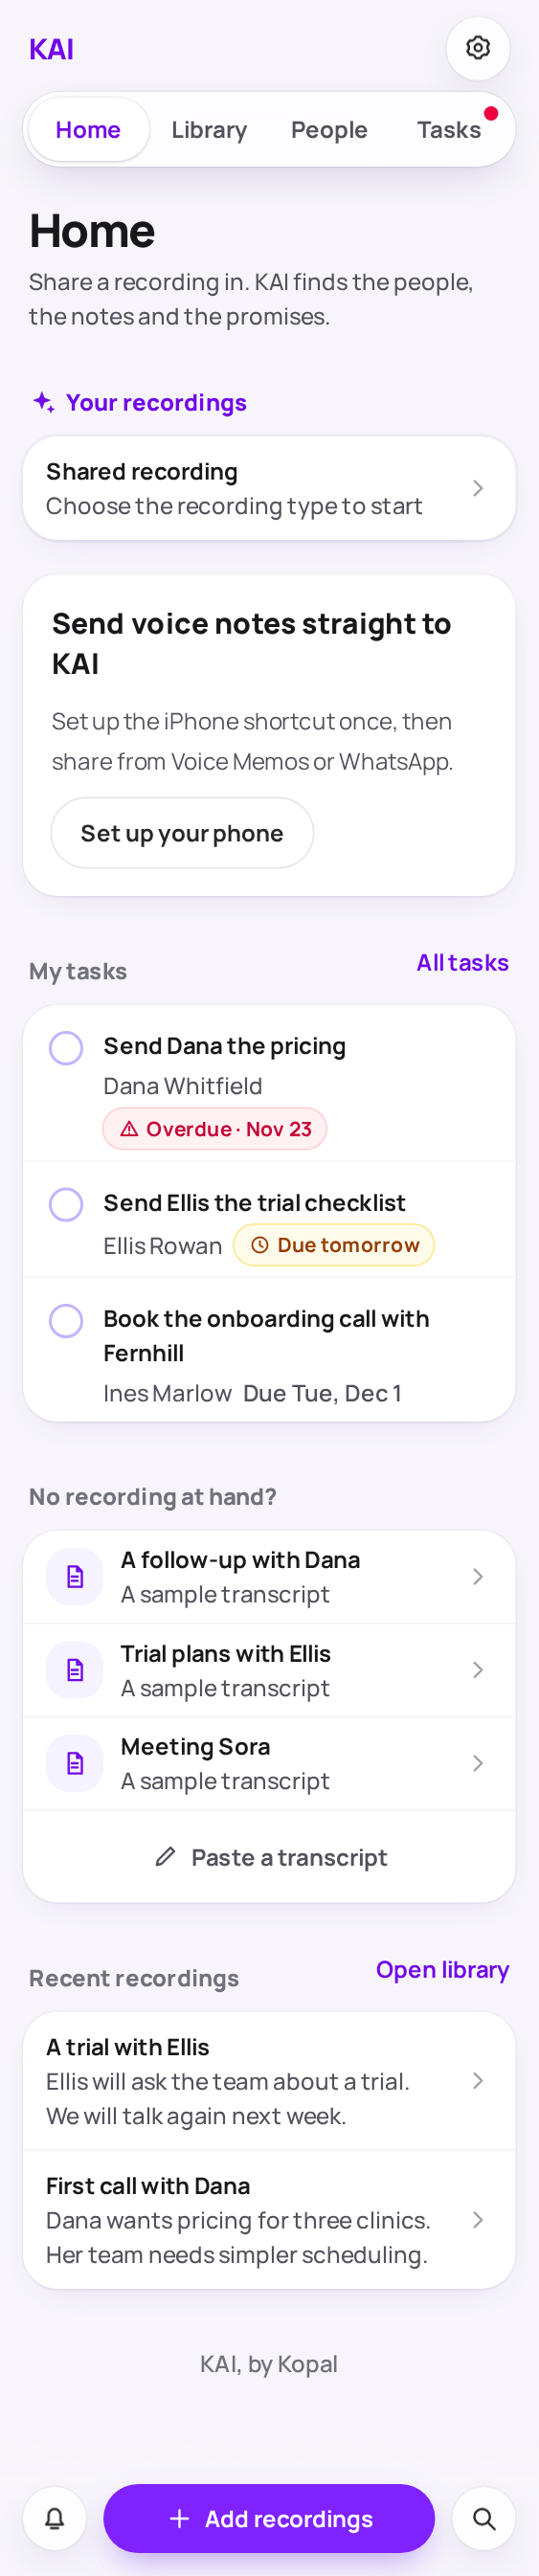 KAI
Home
Library
People
Tasks
Home
Share a recording in. KAI finds the people,
the notes and the promises.
Your recordings
Shared recording
Choose the recording type to start
Send voice notes straight to
KAI
Set up the iPhone shortcut once, then
share from Voice Memos or WhatsApp.
Set up your phone
My tasks
All tasks
Send Dana the pricing
Dana Whitfield
Overdue · Nov 23
Send Ellis the trial checklist
Ellis Rowan
Due tomorrow
Book the onboarding call with
Fernhill
Ines Marlow Due Tue, Dec 1
No recording at hand?
A follow-up with Dana
A sample transcript
Trial plans with Ellis
A sample transcript
Meeting Sora
A sample transcript
Paste a transcript
Recent recordings
Open library
A trial with Ellis
Ellis will ask the team about a trial.
We will talk again next week.
First call with Dana
Dana wants pricing for three clinics.
Her team needs simpler scheduling.
KAI, by Kopal
Add recordings